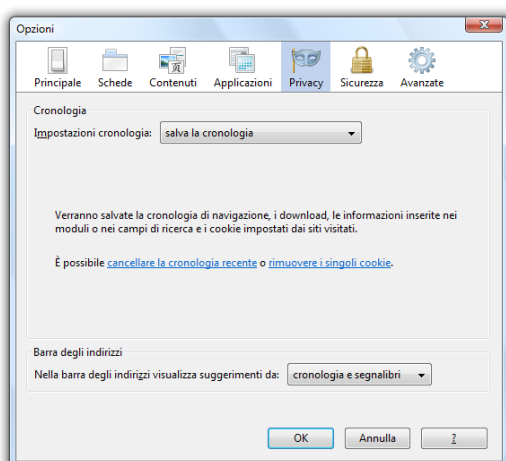 Opzioni
Principale Schede Contenuti Applicazioni Privacy Sicurezza Avanzate
Cronologia
Impostazioni cronologia: salva la cronologia
Verranno salvate la cronologia di navigazione, i download, le informazioni inserite nei
moduli o nei campi di ricerca e i cookie impostati dai siti visitati.
È possibile cancellare la cronologia recente o rimuovere i singoli cookie.
Barra degli indirizzi
Nella barra degli indirizzi visualizza suggerimenti da: cronologia e segnalibri
OK Annulla ?